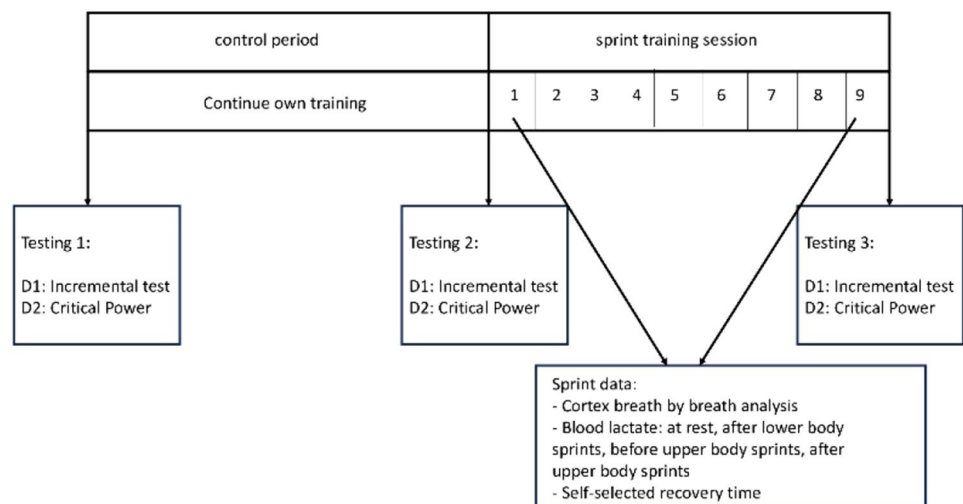 control period
sprint training session
Continue own training
1 2 3 4 5 6 7 8 9
Testing 1:
D1: Incremental test
D2: Critical Power
Testing 2:
D1: Incremental test
D2: Critical Power
Testing 3:
D1: Incremental test
D2: Critical Power
Sprint data:
- Cortex breath by breath analysis
- Blood lactate: at rest, after lower body
sprints, before upper body sprints, after
upper body sprints
- Self-selected recovery time